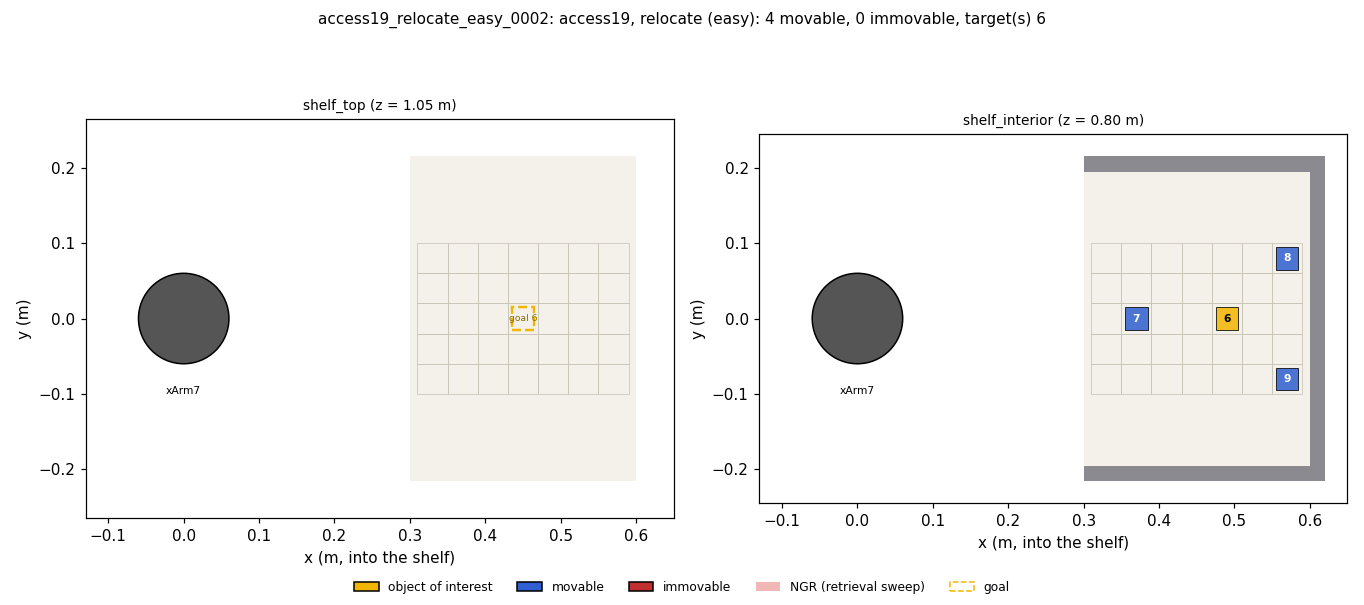 access19_relocate_easy_0002: access19, relocate (easy): 4 movable, 0 immovable, target(s) 6
shelf_top (z = 1.05 m)
0.2
0.1
0.0
−0.1
−0.2
y (m)
xArm7
goal 6
−0.1
0.0
0.1
0.2
0.3
0.4
0.5
0.6
x (m, into the shelf)
shelf_interior (z = 0.80 m)
0.2
0.1
0.0
−0.1
−0.2
y (m)
xArm7
8
7
6
9
−0.1
0.0
0.1
0.2
0.3
0.4
0.5
0.6
x (m, into the shelf)
object of interest
movable
immovable
NGR (retrieval sweep)
goal